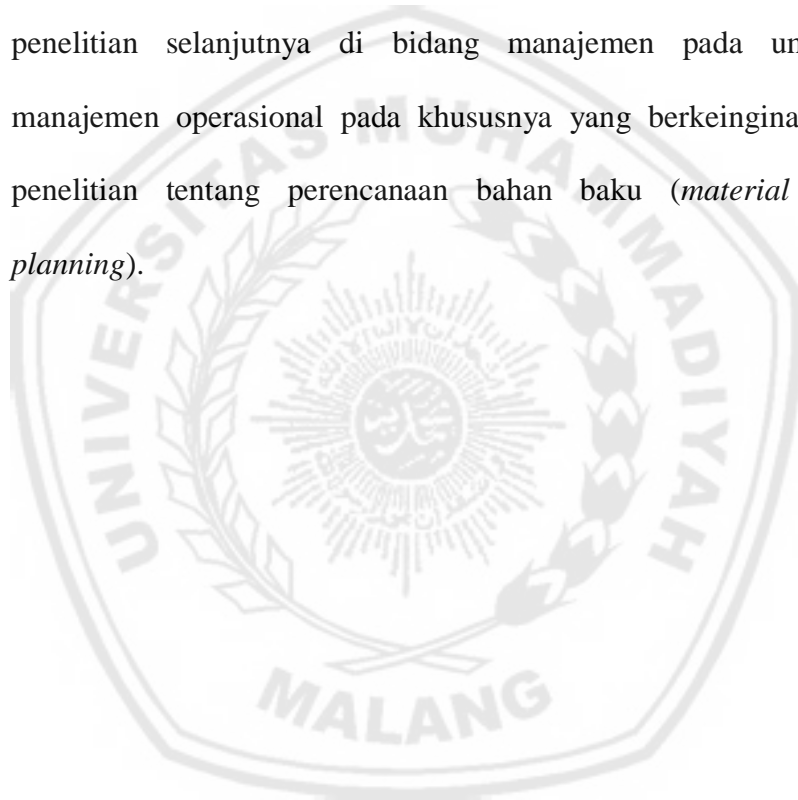 penelitian selanjutnya di bidang manajemen pada un
manajemen operasional pada khususnya yang berkeingina
penelitian tentang perencanaan bahan baku (material
planning).
UNIVERSITAS MUHAMMADIYAH
MALANG